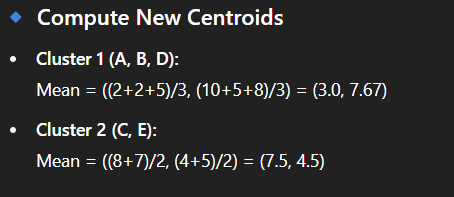 Compute New Centroids
Cluster 1 (A, B, D):
Mean = ((2+2+5)/3, (10+5+8)/3) = (3.0, 7.67)
Cluster 2 (C, E):
Mean = ((8+7)/2, (4+5)/2) = (7.5, 4.5)